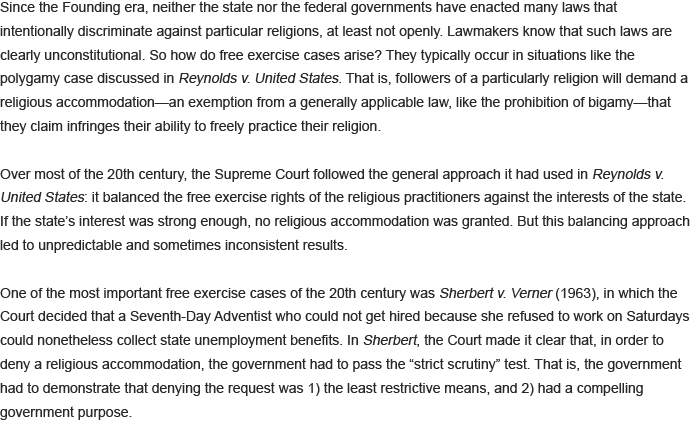 Since the Founding era, neither the state nor the federal governments have enacted many laws that
intentionally discriminate against particular religions, at least not openly. Lawmakers know that such laws are
clearly unconstitutional. So how do free exercise cases arise? They typically occur in situations like the
polygamy case discussed in Reynolds v. United States. That is, followers of a particularly religion will demand a
religious accommodation—an exemption from a generally applicable law, like the prohibition of bigamy—that
they claim infringes their ability to freely practice their religion.
Over most of the 20th century, the Supreme Court followed the general approach it had used in Reynolds v.
United States: it balanced the free exercise rights of the religious practitioners against the interests of the state.
If the state’s interest was strong enough, no religious accommodation was granted. But this balancing approach
led to unpredictable and sometimes inconsistent results.
One of the most important free exercise cases of the 20th century was Sherbert v. Verner (1963), in which the
Court decided that a Seventh-Day Adventist who could not get hired because she refused to work on Saturdays
could nonetheless collect state unemployment benefits. In Sherbert, the Court made it clear that, in order to
deny a religious accommodation, the government had to pass the “strict scrutiny” test. That is, the government
had to demonstrate that denying the request was 1) the least restrictive means, and 2) had a compelling
government purpose.